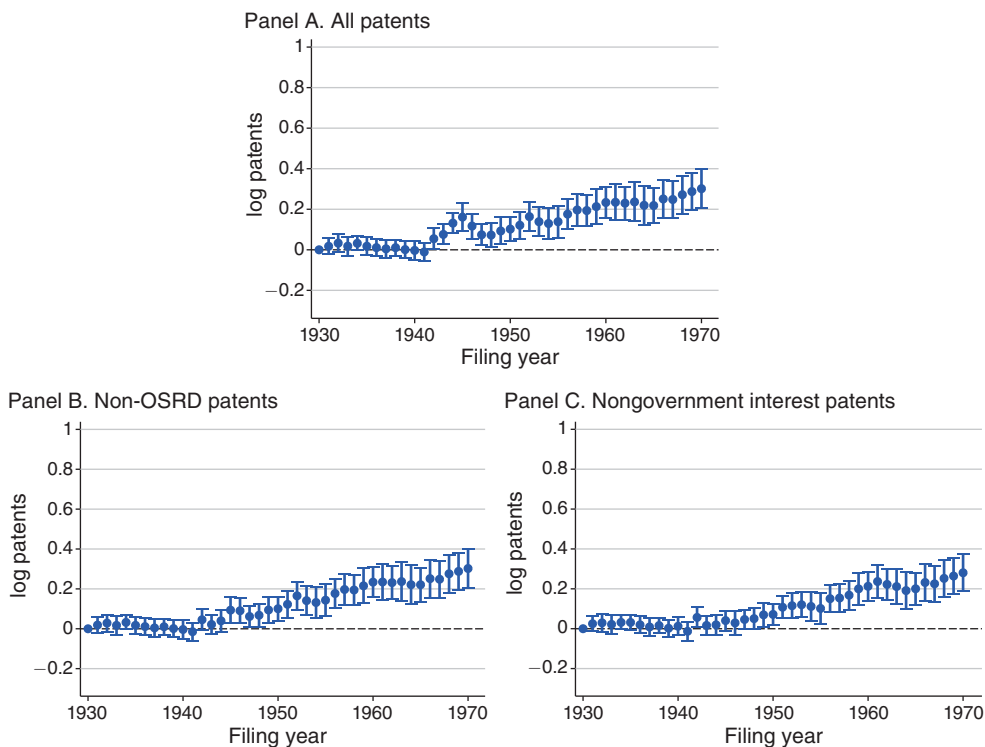 Panel A. All patents
1
0.8
0.6
0.4
0.2
0
−0.2
log patents
1930 1940 1950 1960 1970
Filing year
Panel B. Non-OSRD patents
1
0.8
0.6
0.4
0.2
0
−0.2
log patents
1930 1940 1950 1960 1970
Filing year
Panel C. Nongovernment interest patents
1
0.8
0.6
0.4
0.2
0
−0.2
log patents
1930 1940 1950 1960 1970
Filing year